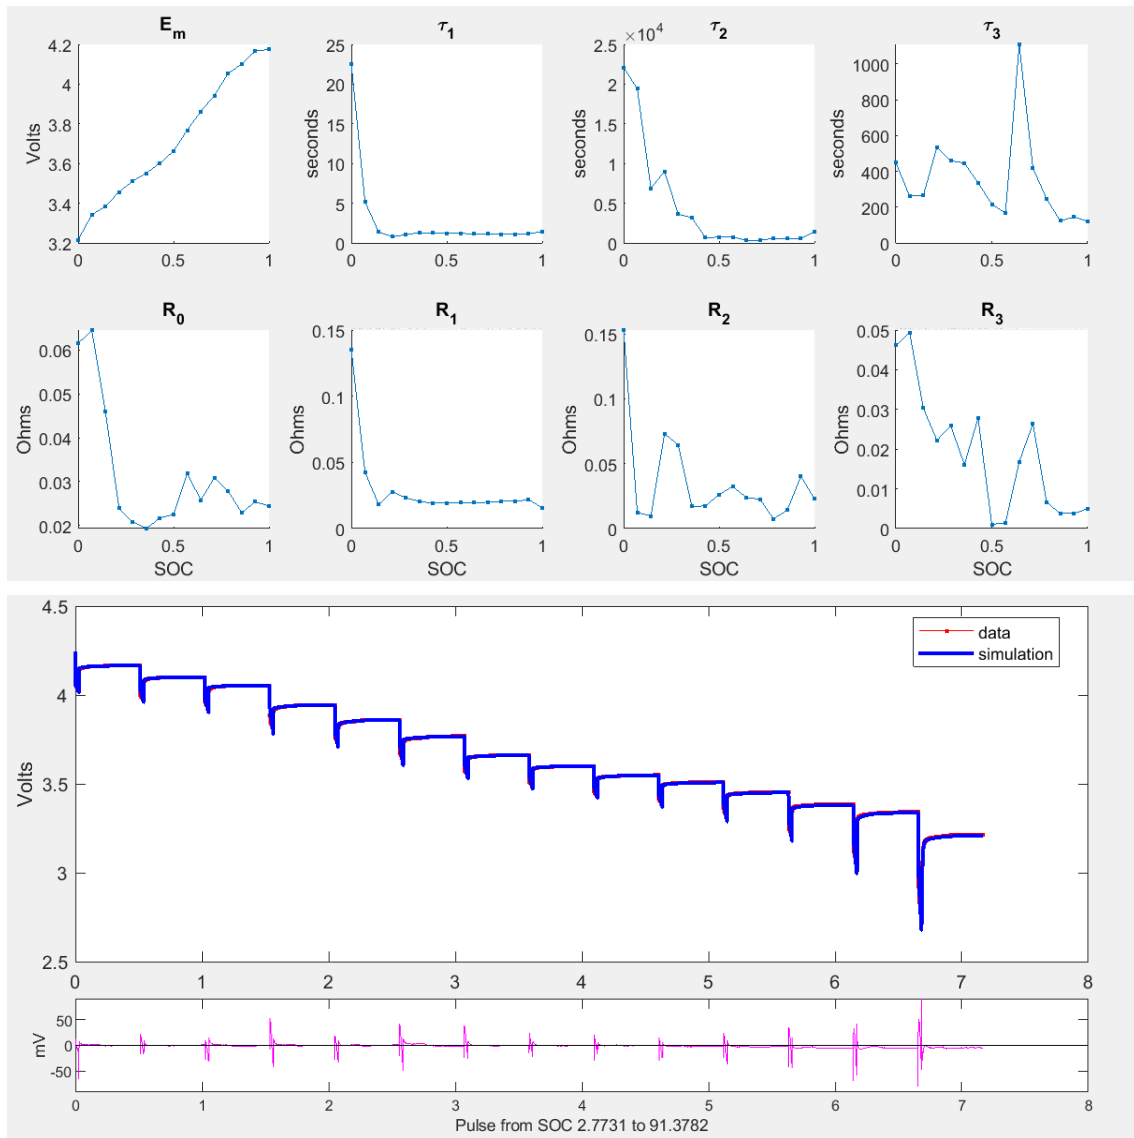 E_m
τ_1
τ_2
τ_3
4.2
4
3.8
3.6
3.4
3.2
Volts
0 0.5 1
25
20
15
10
5
0
seconds
0 0.5 1
×10^4
2.5
2
1.5
1
0.5
0
seconds
0 0.5 1
1000
800
600
400
200
0
seconds
0 0.5 1
R_0
R_1
R_2
R_3
0.06
0.05
0.04
0.03
0.02
Ohms
0 0.5 1
SOC
0.15
0.1
0.05
0
Ohms
0 0.5 1
SOC
0.15
0.1
0.05
0
Ohms
0 0.5 1
SOC
0.05
0.04
0.03
0.02
0.01
0
Ohms
0 0.5 1
SOC
4.5
4
3.5
3
2.5
Volts
data
simulation
0 1 2 3 4 5 6 7 8
50
0
-50
mV
0 1 2 3 4 5 6 7 8
Pulse from SOC 2.7731 to 91.3782